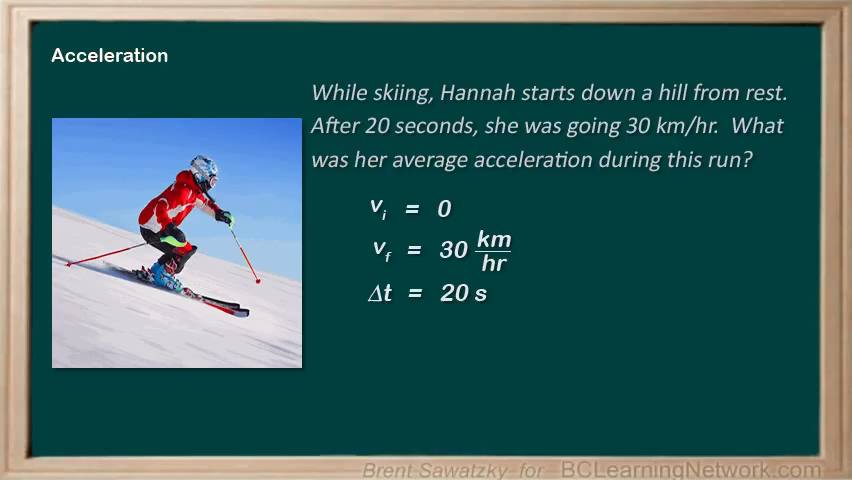 Acceleration
While skiing, Hannah starts down a hill from rest.
After 20 seconds, she was going 30 km/hr.  What
was her average acceleration during this run?
vᵢ = 0
v_f = 30 km/hr
Δt = 20 s
Brent Sawatzky for BCLearningNetwork.com